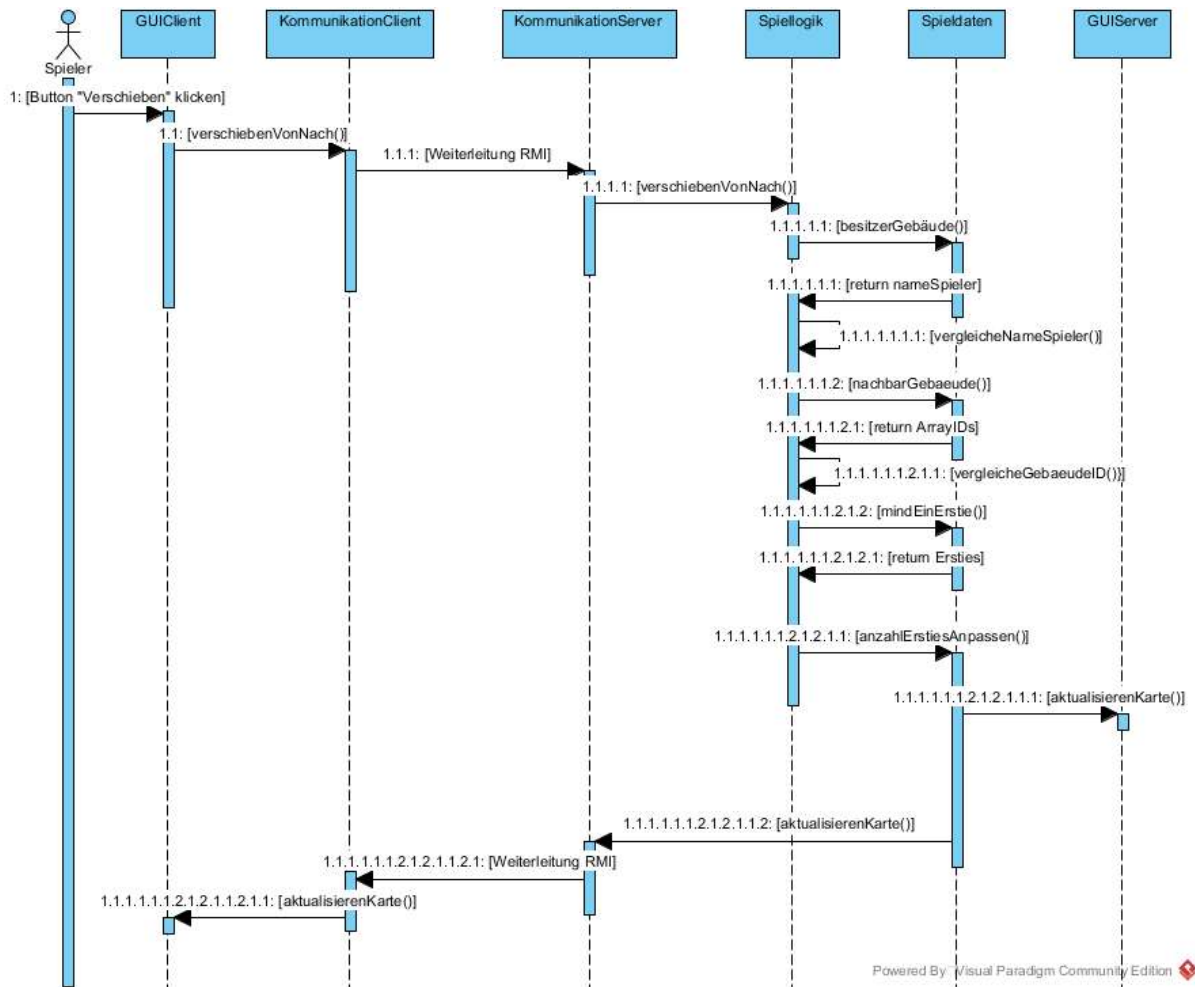 GUIClient
KommunikationClient
KommunikationServer
Spiellogik
Spieldaten
GUIServer
Spieler
1: [Button "Verschieben" klicken]
1.1: [verschiebenVonNach()]
1.1.1: [Weiterleitung RMI]
1.1.1.1: [verschiebenVonNach()]
1.1.1.1.1: [besitzerGebäude()]
1.1.1.1.1.1: [return nameSpieler]
1.1.1.1.1.1.1: [vergleicheNameSpieler()]
1.1.1.1.1.1.2: [nachbarGebaeude()]
1.1.1.1.1.1.2.1: [return ArrayIDs]
1.1.1.1.1.1.2.1.1: [vergleicheGebaeudeID()}]
1.1.1.1.1.1.2.1.2: [mindEinErstie()]
1.1.1.1.1.1.2.1.2.1: [return Ersties]
1.1.1.1.1.1.2.1.2.1.1: [anzahlErstiesAnpassen()]
1.1.1.1.1.1.2.1.2.1.1.1: [aktualisierenKarte()]
1.1.1.1.1.1.2.1.2.1.1.2: [aktualisierenKarte()]
1.1.1.1.1.1.2.1.2.1.1.2.1: [Weiterleitung RMI]
1.1.1.1.1.1.2.1.2.1.1.2.1.1: [aktualisierenKarte()]
Powered By Visual Paradigm Community Edition